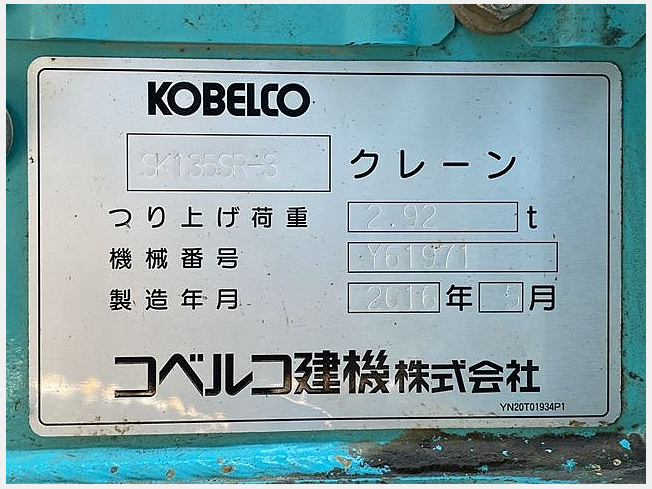 KOBELCO
SK135SR-3 クレーン
つり上げ荷重 2.92 t
機械番号 Y61971
製造年月 2016 年 5 月
コベルコ建機株式会社
YN20T01934P1